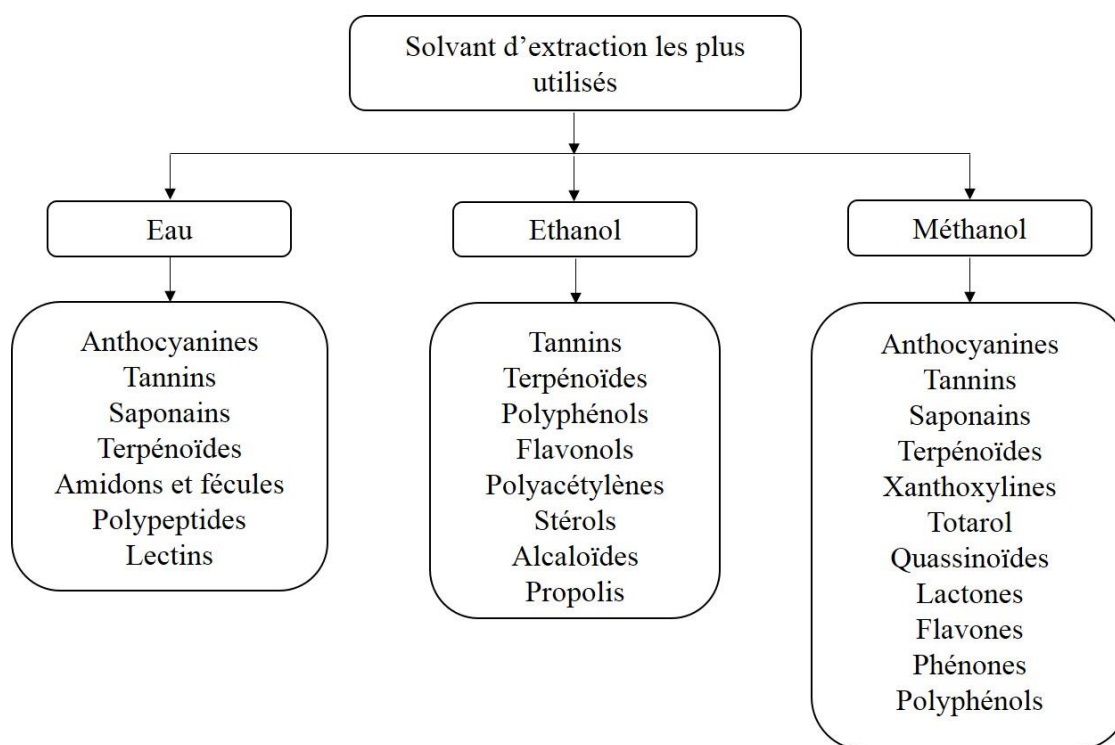 Solvant d’extraction les plus
utilisés
Eau
Ethanol
Méthanol
Anthocyanines
Tannins
Saponains
Terpénoïdes
Amidons et fécules
Polypeptides
Lectins
Tannins
Terpénoïdes
Polyphénols
Flavonols
Polyacétylènes
Stérols
Alcaloïdes
Propolis
Anthocyanines
Tannins
Saponains
Terpénoïdes
Xanthoxylines
Totarol
Quassinoïdes
Lactones
Flavones
Phénones
Polyphénols